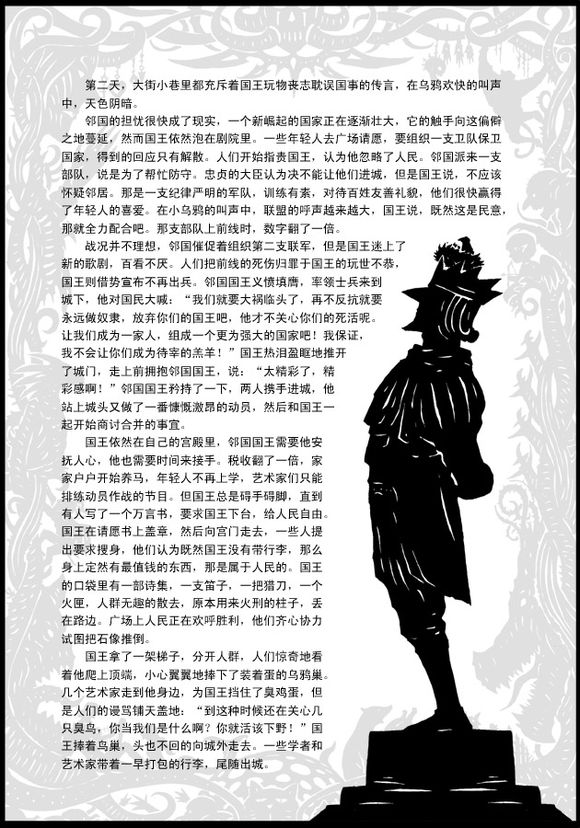 第二天，大街小巷里都充斥着国王玩物丧志耽误国事的传言，在乌鸦欢快的叫声
中，天色阴暗。
邻国的担忧很快成了现实，一个新崛起的国家正在逐渐壮大，它的触手向这偏僻
之地蔓延，然而国王依然泡在剧院里。一些年轻人去广场请愿，要组织一支卫队保卫
国家，得到的回应只有解散。人们开始指责国王，认为他忽略了人民。邻国派来一支
部队，说是为了帮忙防守。忠贞的大臣认为决不能让他们进城，但是国王说，不应该
怀疑邻居。那是一支纪律严明的军队，训练有素，对待百姓友善礼貌，他们很快赢得
了年轻人的喜爱。在小乌鸦的叫声中，联盟的呼声越来越大，国王说，既然这是民意，
那就全力配合吧。那支部队上前线时，数字翻了一倍。
战况并不理想，邻国催促着组织第二支联军，但是国王迷上了
新的歌剧，百看不厌。人们把前线的死伤归罪于国王的玩世不恭，
国王则借势宣布不再出兵。邻国国王义愤填膺，率领士兵来到
城下，他对国民大喊：“我们就要大祸临头了，再不反抗就要
永远做奴隶，放弃你们的国王吧，他才不关心你们的死活呢。
让我们成为一家人，组成一个更为强大的国家吧！我保证，
我不会让你们成为待宰的羔羊！”国王热泪盈眶地推开
了城门，走上前拥抱邻国国王，说：“太精彩了，精
彩感啊！”邻国国王矜持了一下，两人携手进城，他
站上城头又做了一番慷慨激昂的动员，然后和国王一
起开始商讨合并的事宜。
国王依然在自己的宫殿里，邻国国王需要他安
抚人心，他也需要时间来接手。税收翻了一倍，家
家户户开始养马，年轻人不再上学，艺术家们只能
排练动员作战的节目。但国王总是碍手碍脚，直到
有人写了一个万言书，要求国王下台，给人民自由。
国王在请愿书上盖章，然后向宫门走去，一些人提
出要求搜身，他们认为既然国王没有带行李，那么
身上定然有最值钱的东西，那是属于人民的。国王
的口袋里有一部诗集，一支笛子，一把猎刀，一个
火匣，人群无趣的散去，原本用来火刑的柱子，丢
在路边。广场上人民正在欢呼胜利，他们齐心协力
试图把石像推倒。
国王拿了一架梯子，分开人群，人们惊奇地看
着他爬上顶端，小心翼翼地捧下了装着蛋的乌鸦巢。
几个艺术家走到他身边，为国王挡住了臭鸡蛋，但
是人们的谩骂铺天盖地：“到这种时候还在关心几
只臭鸟，你当我们是什么啊？你就活该下野！”国
王捧着鸟巢，头也不回的向城外走去。一些学者和
艺术家带着一早打包的行李，尾随出城。